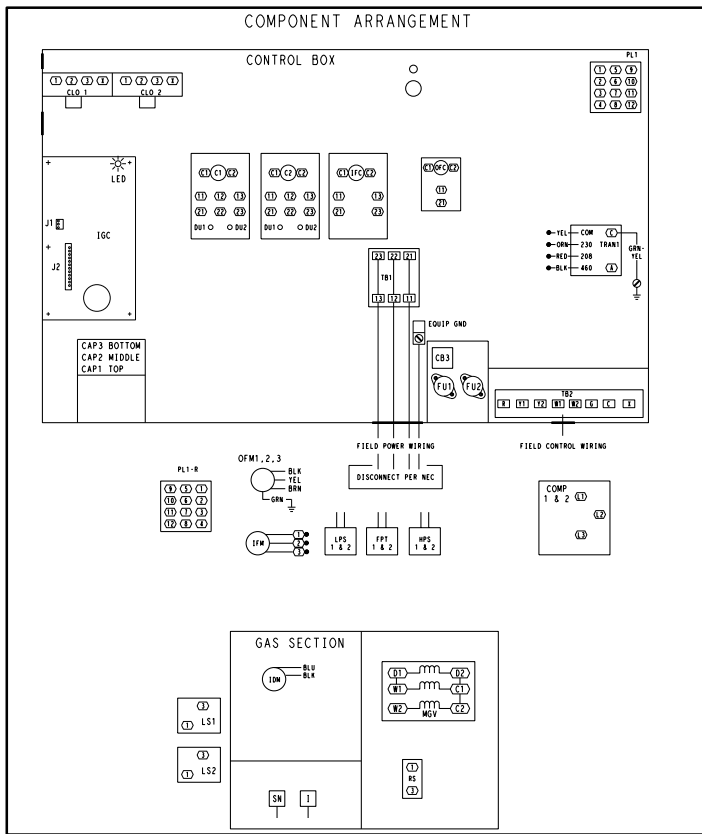 COMPONENT ARRANGEMENT
CONTROL BOX
PL1
1 2 3 X 1 2 3 X
CLO 1 CLO 2
1 5 9
2 6 10
3 7 11
4 8 12
LED
J1
IGC
J2
C1 C1 C2
11 12 13
21 22 23
DU1 DU2
C1 C2 C2
11 12 13
21 22 23
DU1 DU2
C1 IFC C2
11 13
21 23
C1 OFC C2
11
21
YEL COM C
ORN 230 TRAN1
RED 208
BLK 460 A
GRN-
YEL
23 22 21
TB1
13 12 11
EQUIP GND
CAP3 BOTTOM
CAP2 MIDDLE
CAP1 TOP
CB3
FU1 FU2
TB2
R Y1 Y2 W1 W2 G C X
FIELD POWER WIRING
FIELD CONTROL WIRING
DISCONNECT PER NEC
PL1-R
9 5 1
10 6 2
11 7 3
12 8 4
OFM1,2,3
BLK
YEL
BRN
GRN
IFM
1
2
3
LPS
1 & 2
FPT
1 & 2
HPS
1 & 2
COMP
1 & 2
L1
L2
L3
GAS SECTION
IDM
BLU
BLK
D1 D2
W1 C1
W2 C2
MGV
3
1 LS1
3
1 LS2
1
RS
3
SN I